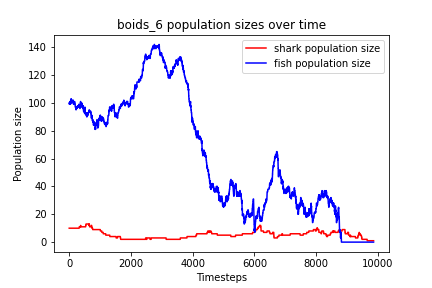 boids_6 population sizes over time
shark population size
fish population size
Population size
140
120
100
80
60
40
20
0
0
2000
4000
6000
8000
10000
Timesteps